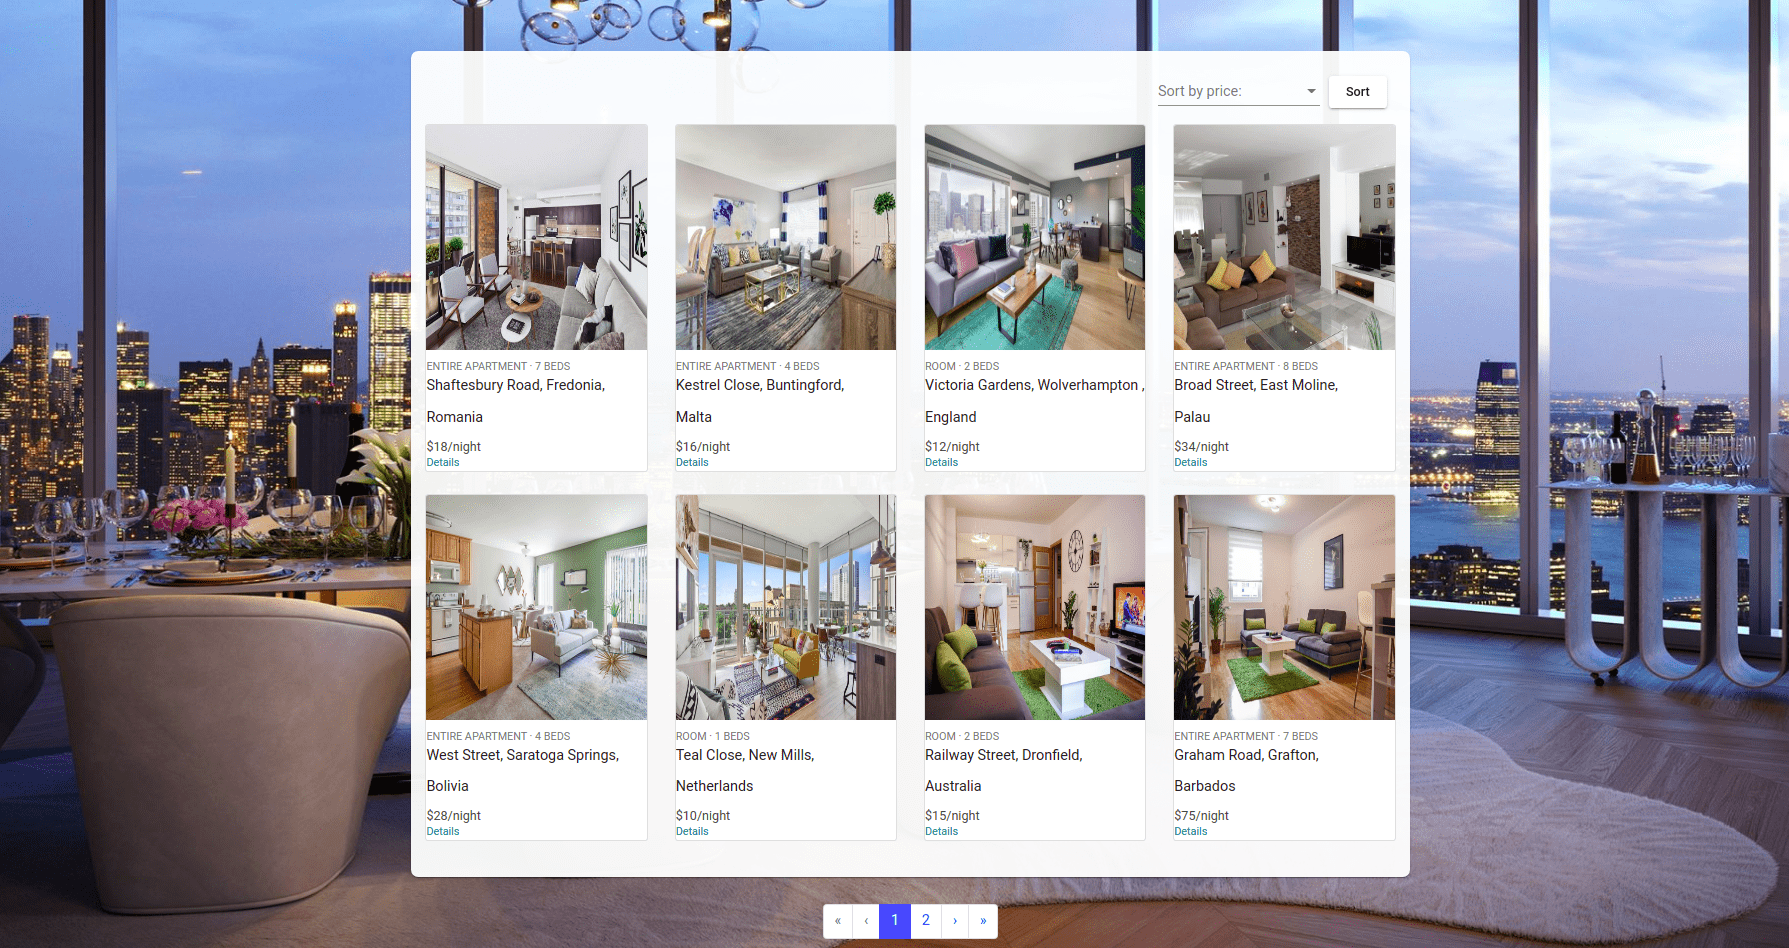 Sort by price:
Sort
ENTIRE APARTMENT · 7 BEDS
Shaftesbury Road, Fredonia,
Romania
$18/night
Details
ENTIRE APARTMENT · 4 BEDS
Kestrel Close, Buntingford,
Malta
$16/night
Details
ROOM · 2 BEDS
Victoria Gardens, Wolverhampton ,
England
$12/night
Details
ENTIRE APARTMENT · 8 BEDS
Broad Street, East Moline,
Palau
$34/night
Details
ENTIRE APARTMENT · 4 BEDS
West Street, Saratoga Springs,
Bolivia
$28/night
Details
ROOM · 1 BEDS
Teal Close, New Mills,
Netherlands
$10/night
Details
ROOM · 2 BEDS
Railway Street, Dronfield,
Australia
$15/night
Details
ENTIRE APARTMENT · 7 BEDS
Graham Road, Grafton,
Barbados
$75/night
Details
« ‹ 1 2 › »